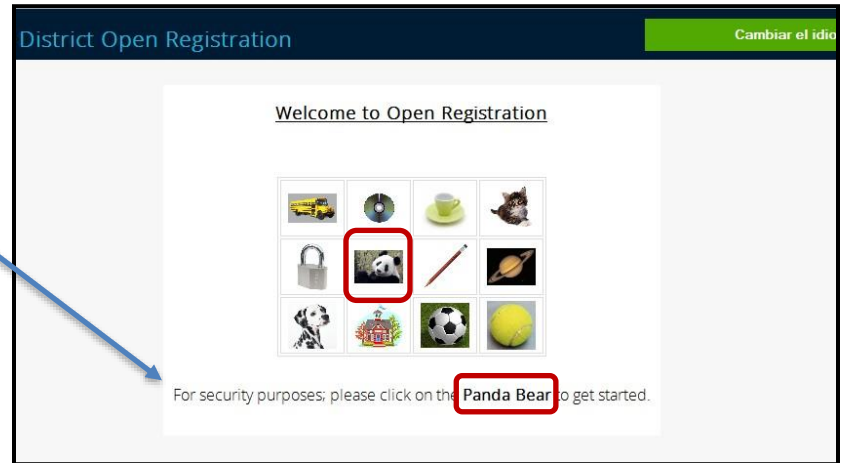 District Open Registration
Cambiar el idio
Welcome to Open Registration
For security purposes; please click on the Panda Bear to get started.